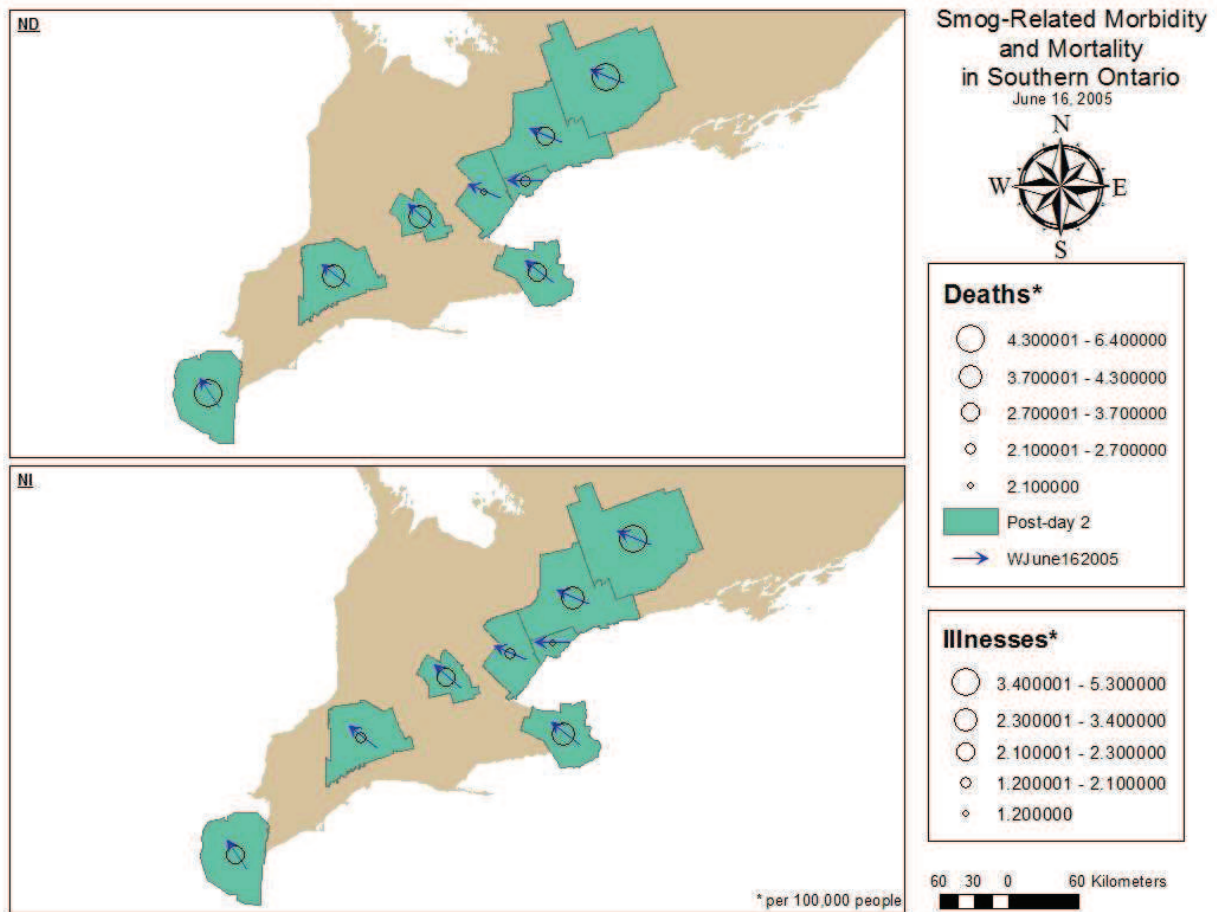 ND
NI
* per 100,000 people
Smog-Related Morbidity
and Mortality
in Southern Ontario
June 16, 2005
N
W E
S
Deaths*
4.300001 - 6.400000
3.700001 - 4.300000
2.700001 - 3.700000
2.100001 - 2.700000
2.100000
Post-day 2
WJune162005
Illnesses*
3.400001 - 5.300000
2.300001 - 3.400000
2.100001 - 2.300000
1.200001 - 2.100000
1.200000
60 30 0 60 Kilometers